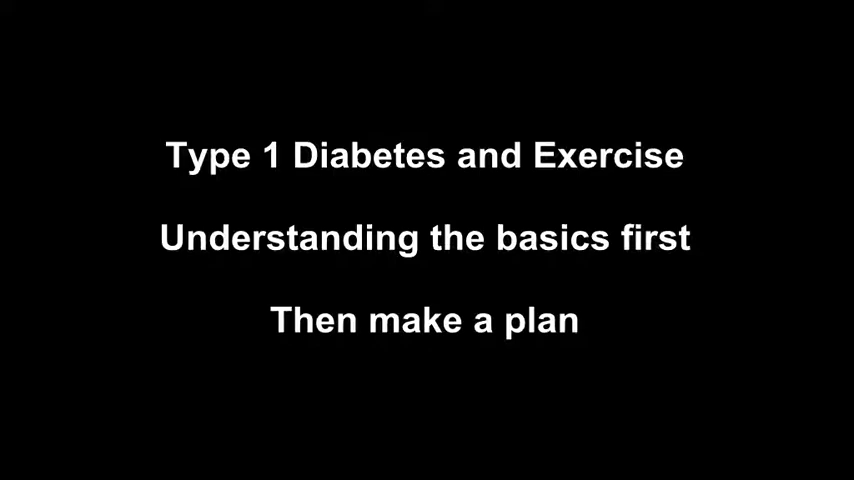 Type 1 Diabetes and Exercise
Understanding the basics first
Then make a plan